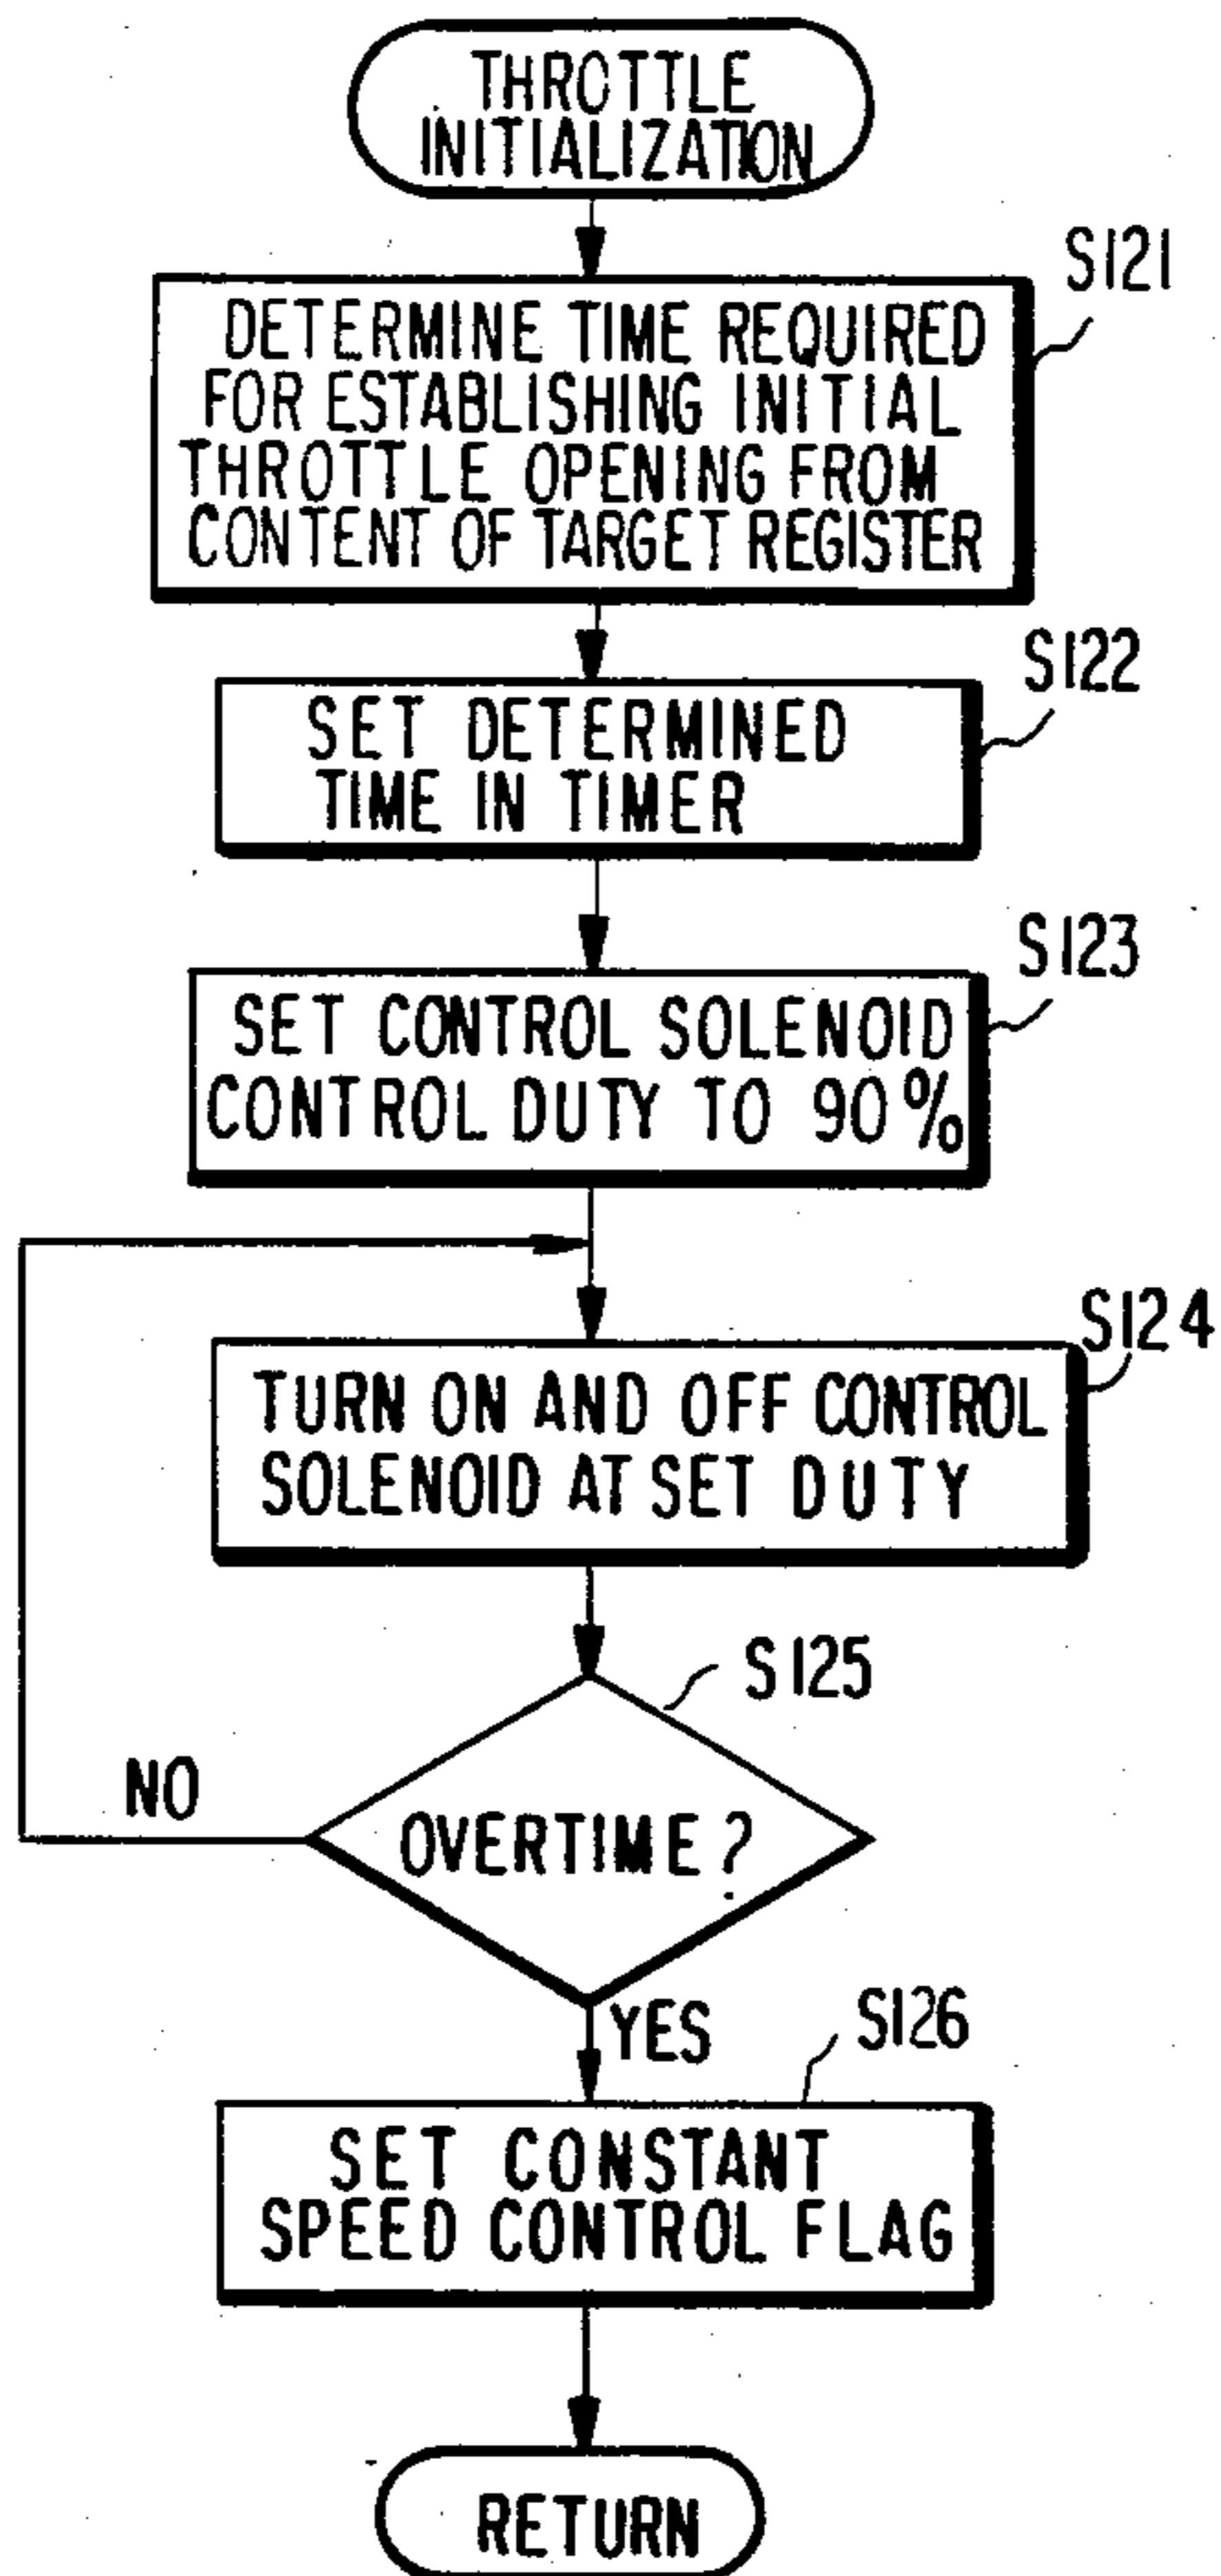 THROTTLE
INITIALIZATION
S121
DETERMINE TIME REQUIRED
FOR ESTABLISHING INITIAL
THROTTLE OPENING FROM
CONTENT OF TARGET REGISTER
S122
SET DETERMINED
TIME IN TIMER
S123
SET CONTROL SOLENOID
CONTROL DUTY TO 90%
S124
TURN ON AND OFF CONTROL
SOLENOID AT SET DUTY
S125
NO
OVERTIME?
YES
S126
SET CONSTANT
SPEED CONTROL FLAG
RETURN